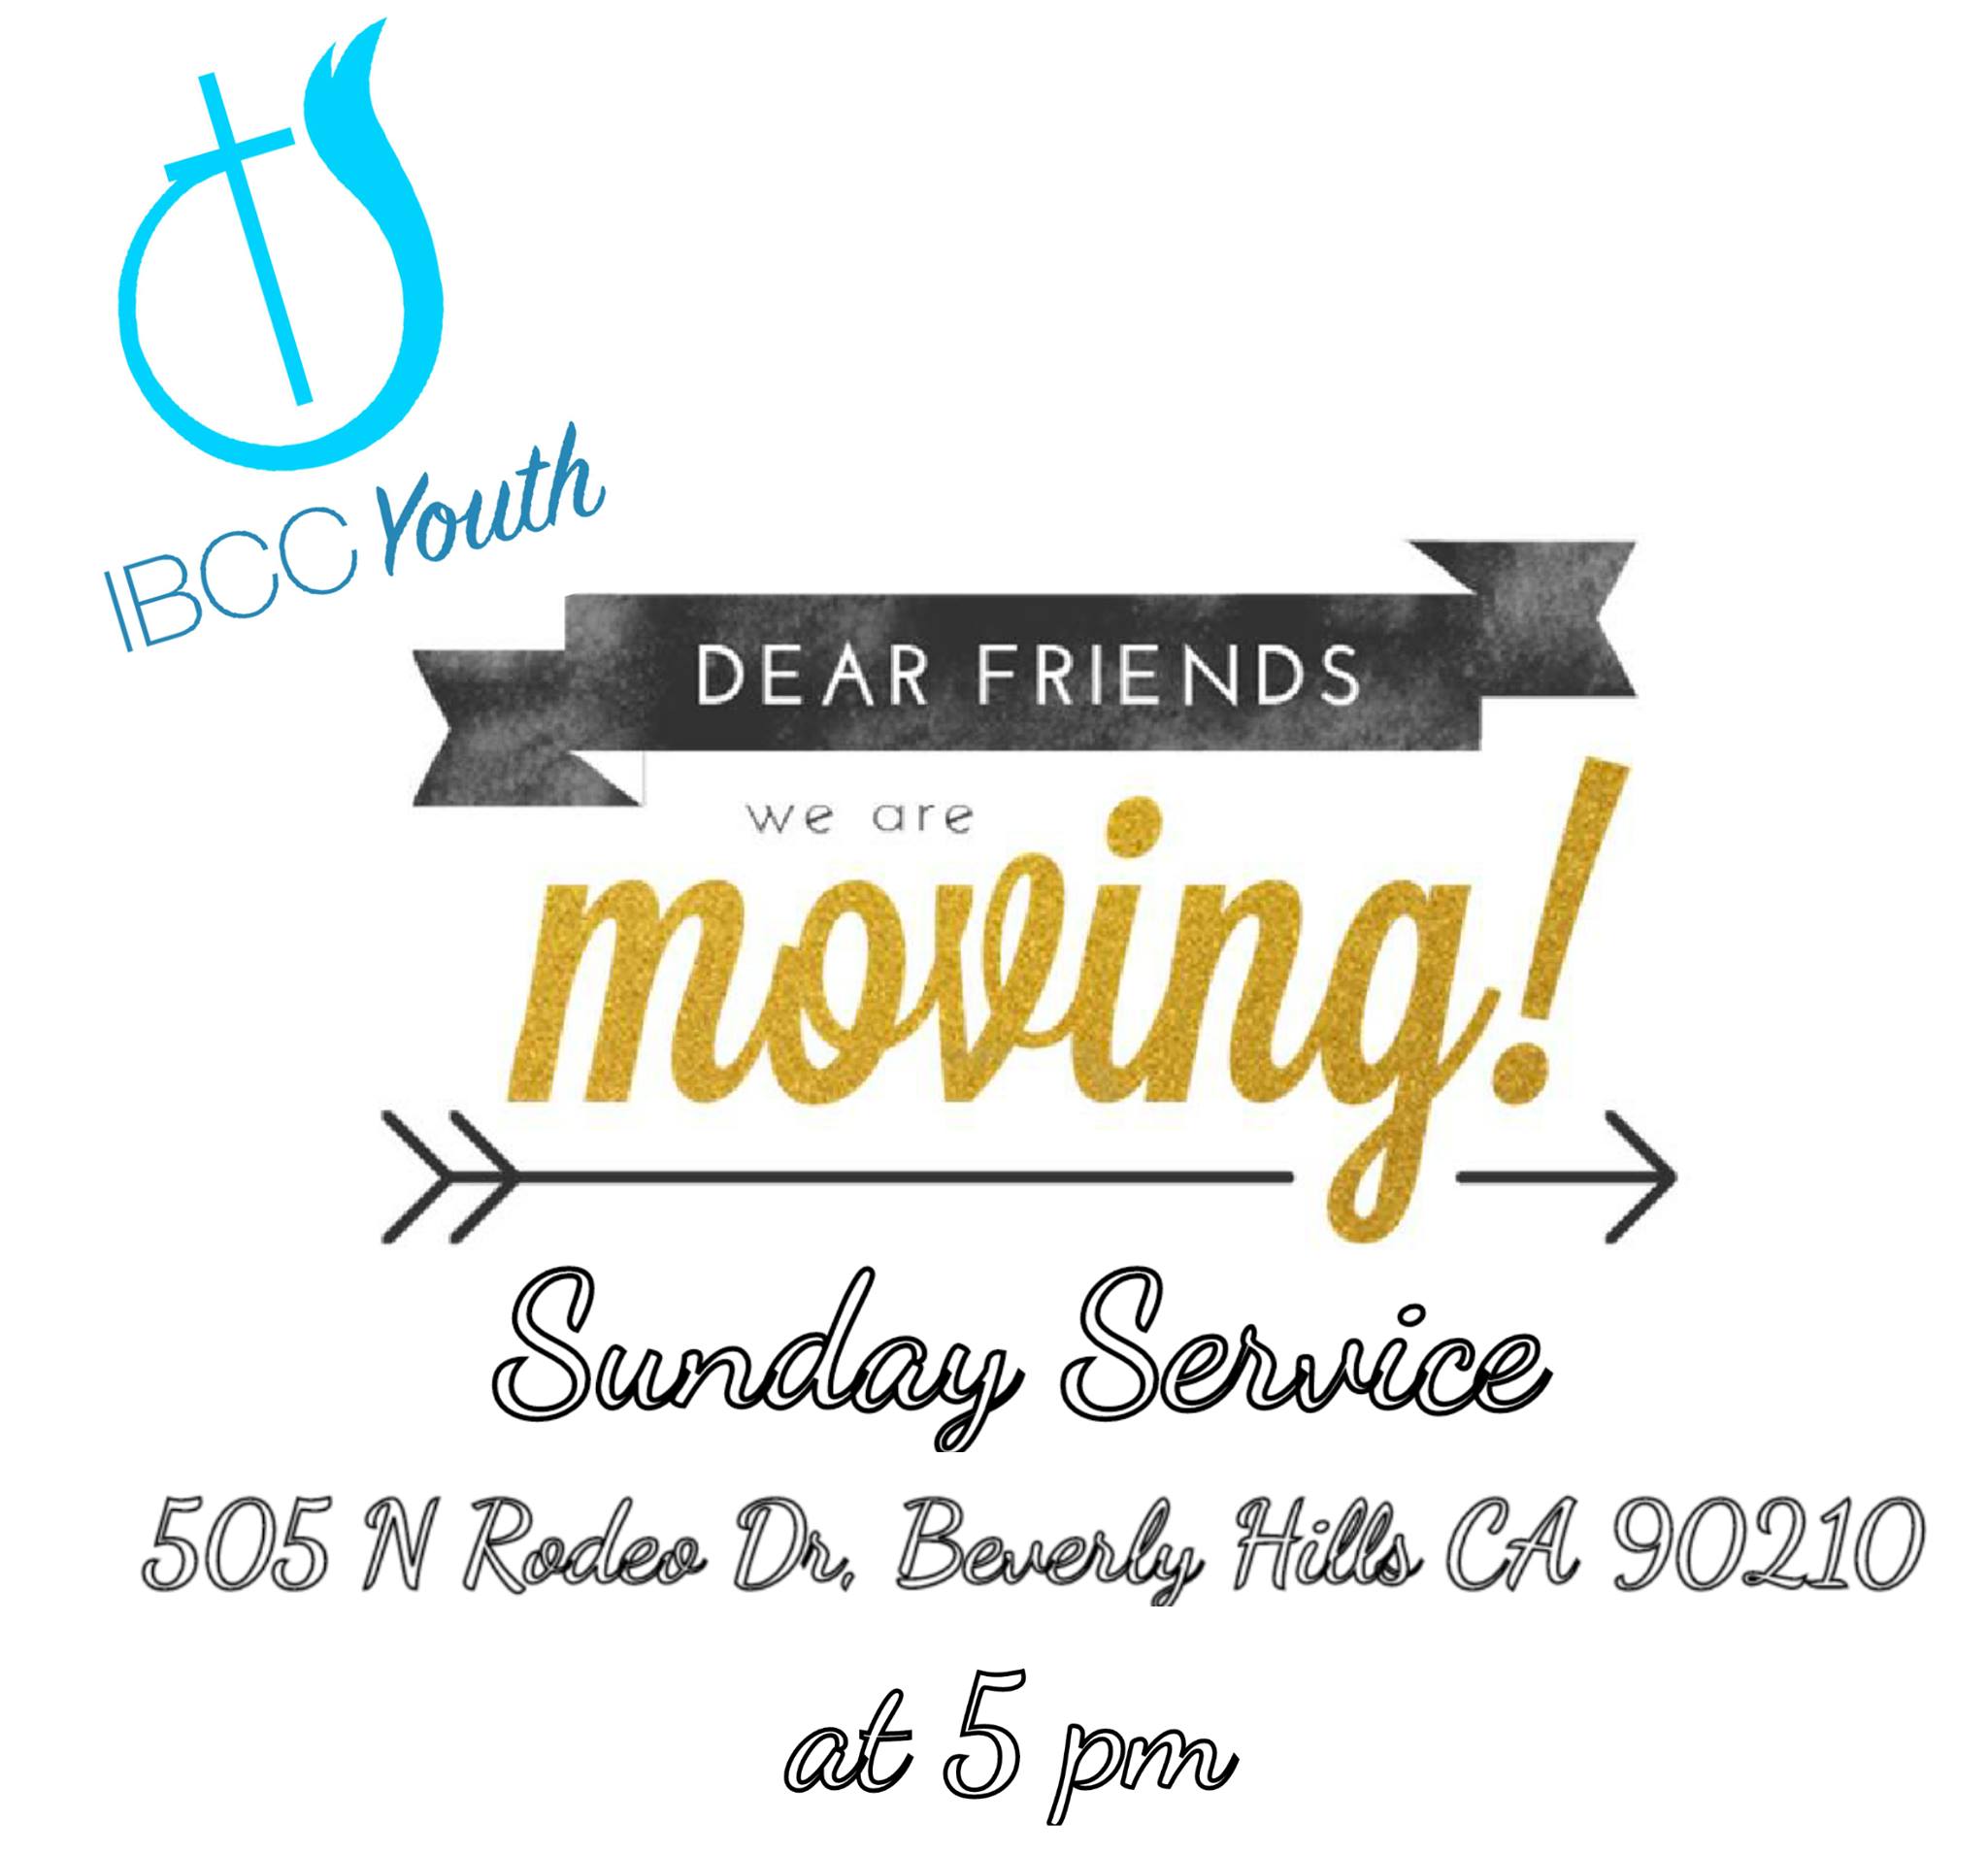 IBCC Youth
DEAR FRIENDS
we are
moving!
Sunday Service
505 N Rodeo Dr, Beverly Hills CA 90210
at 5 pm